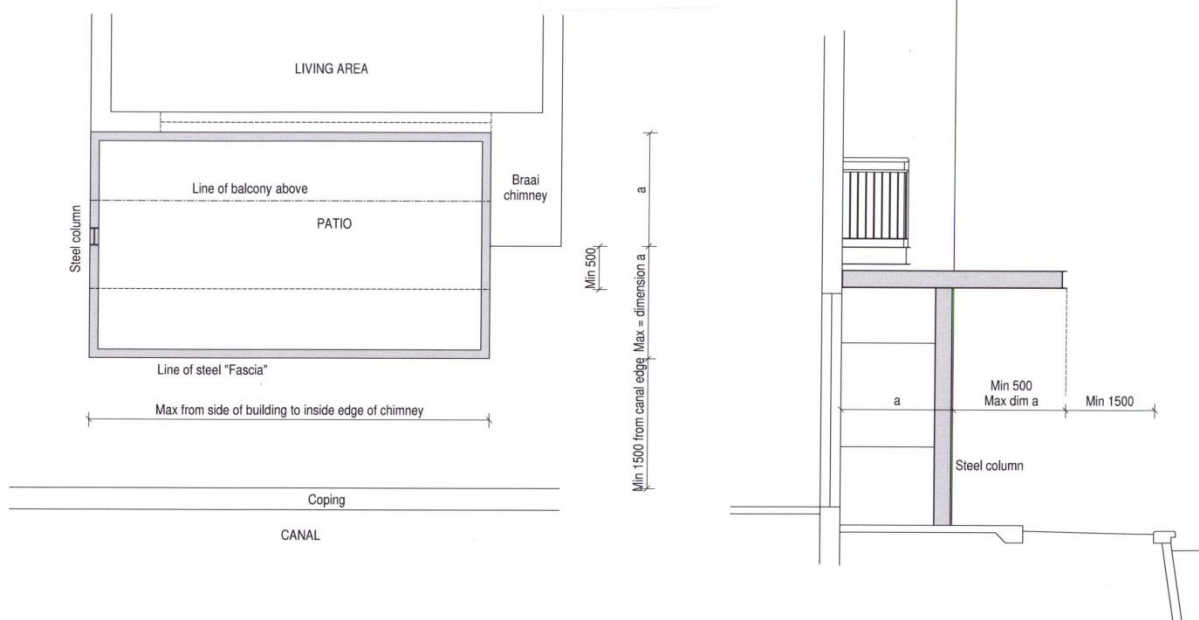 LIVING AREA
Line of balcony above
PATIO
Braai
chimney
Steel column
a
Min 500
Max = dimension a
Min 1500 from canal edge
Line of steel "Fascia"
Max from side of building to inside edge of chimney
Coping
CANAL
a
Min 500
Max dim a
Min 1500
Steel column